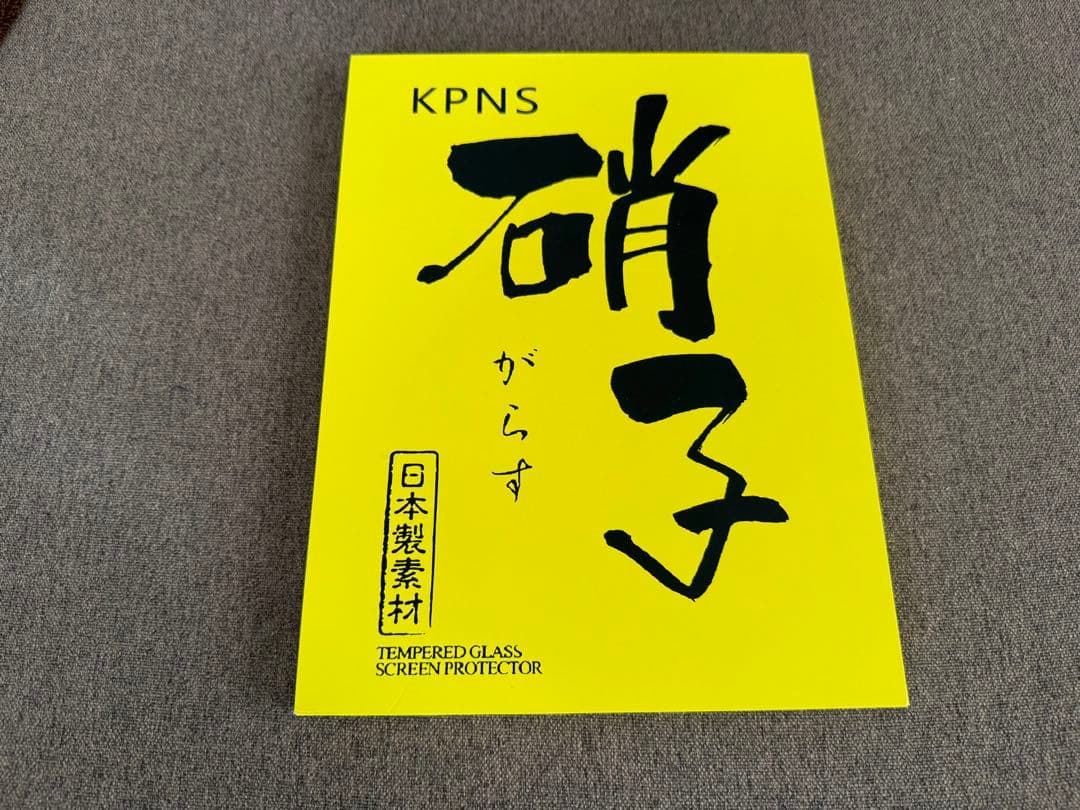 KPNS
硝子
がらす
日本製素材
TEMPERED GLASS
SCREEN PROTECTOR